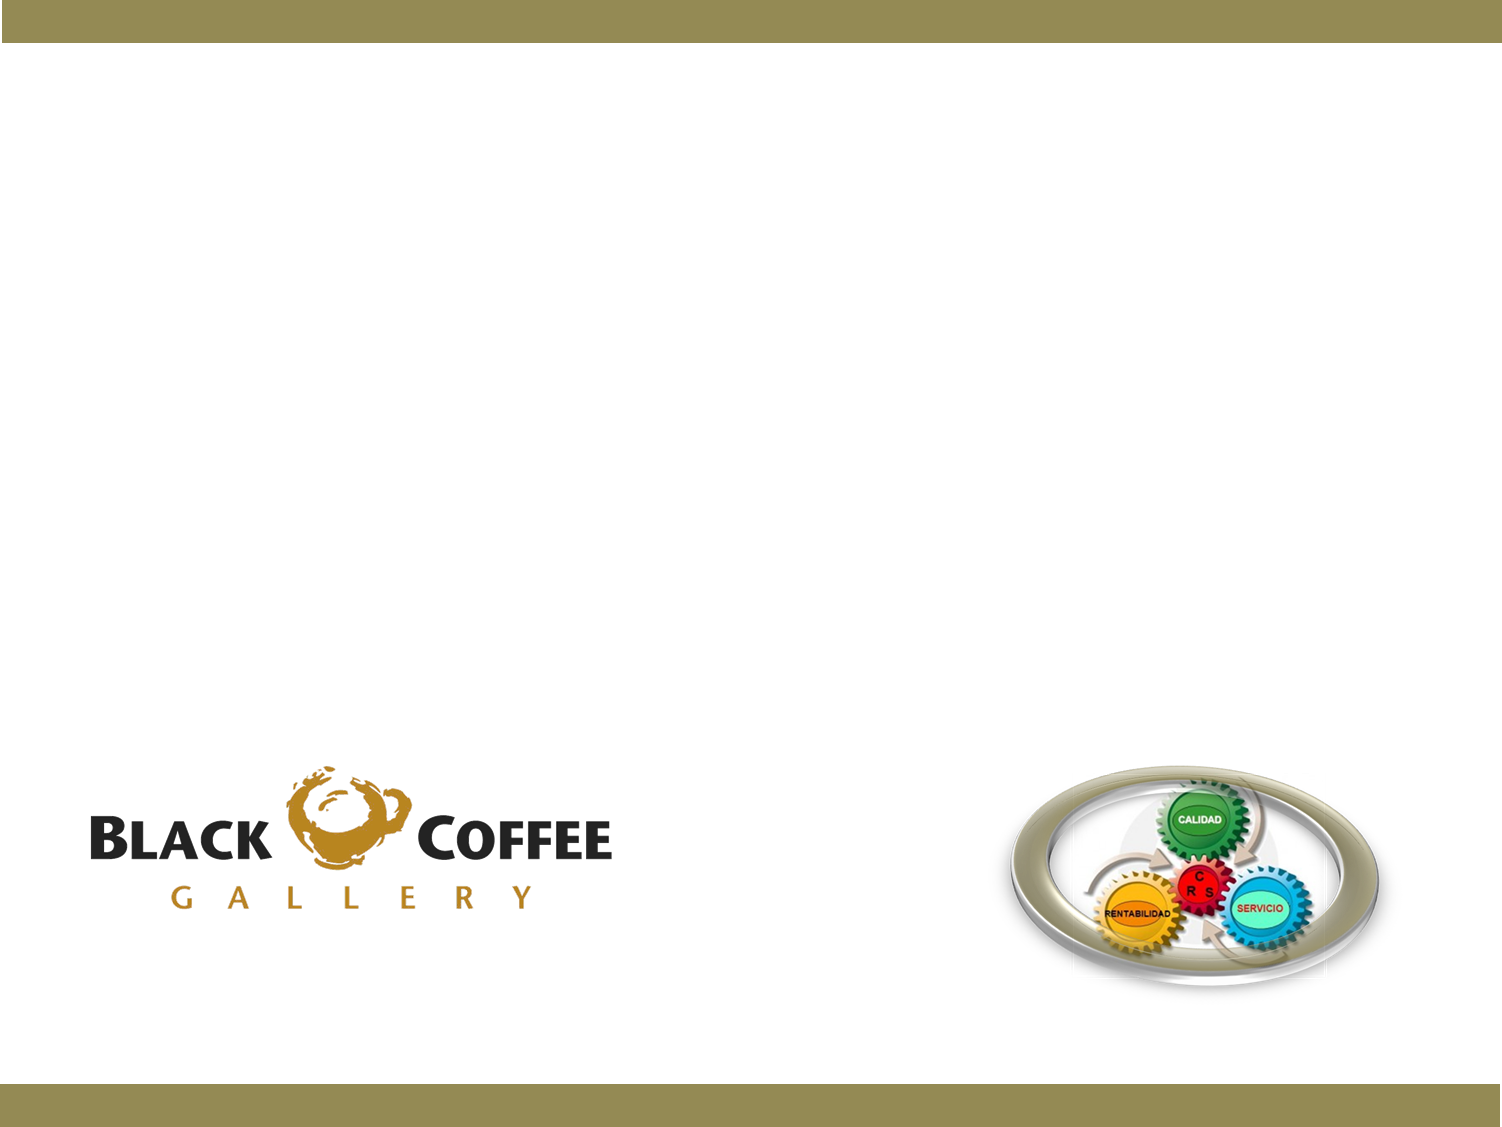 BLACK COFFEE
GALLERY
CALIDAD
C
R S
RENTABILIDAD
SERVICIO